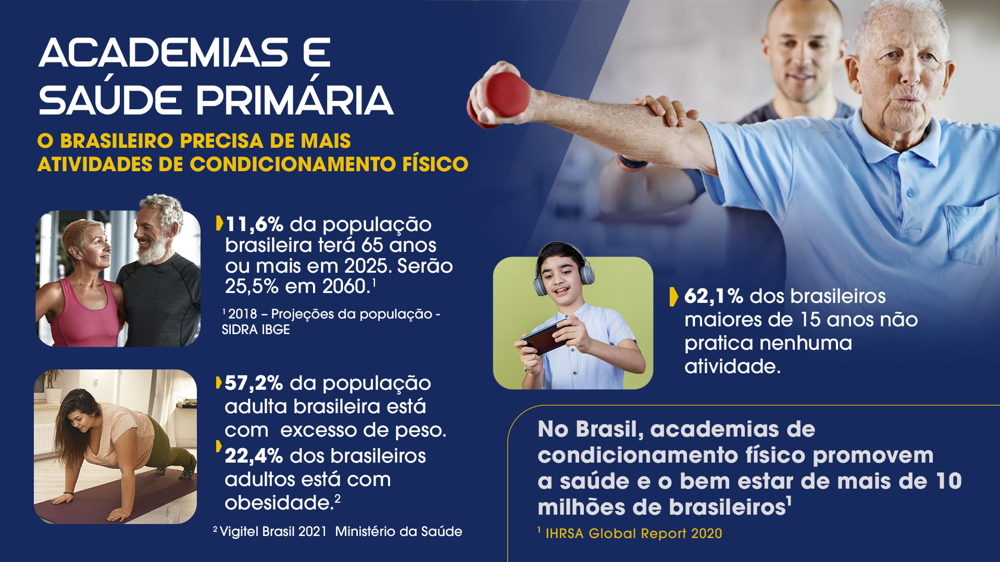 ACADEMIAS E
SAÚDE PRIMÁRIA
O BRASILEIRO PRECISA DE MAIS
ATIVIDADES DE CONDICIONAMENTO FÍSICO
11,6% da população
brasileira terá 65 anos
ou mais em 2025. Serão
25,5% em 2060.¹
¹ 2018 – Projeções da população -
SIDRA IBGE
57,2% da população
adulta brasileira está
com excesso de peso.
22,4% dos brasileiros
adultos está com
obesidade.²
² Vigitel Brasil 2021 Ministério da Saúde
62,1% dos brasileiros
maiores de 15 anos não
pratica nenhuma
atividade.
No Brasil, academias de
condicionamento físico promovem
a saúde e o bem estar de mais de 10
milhões de brasileiros¹
¹ IHRSA Global Report 2020